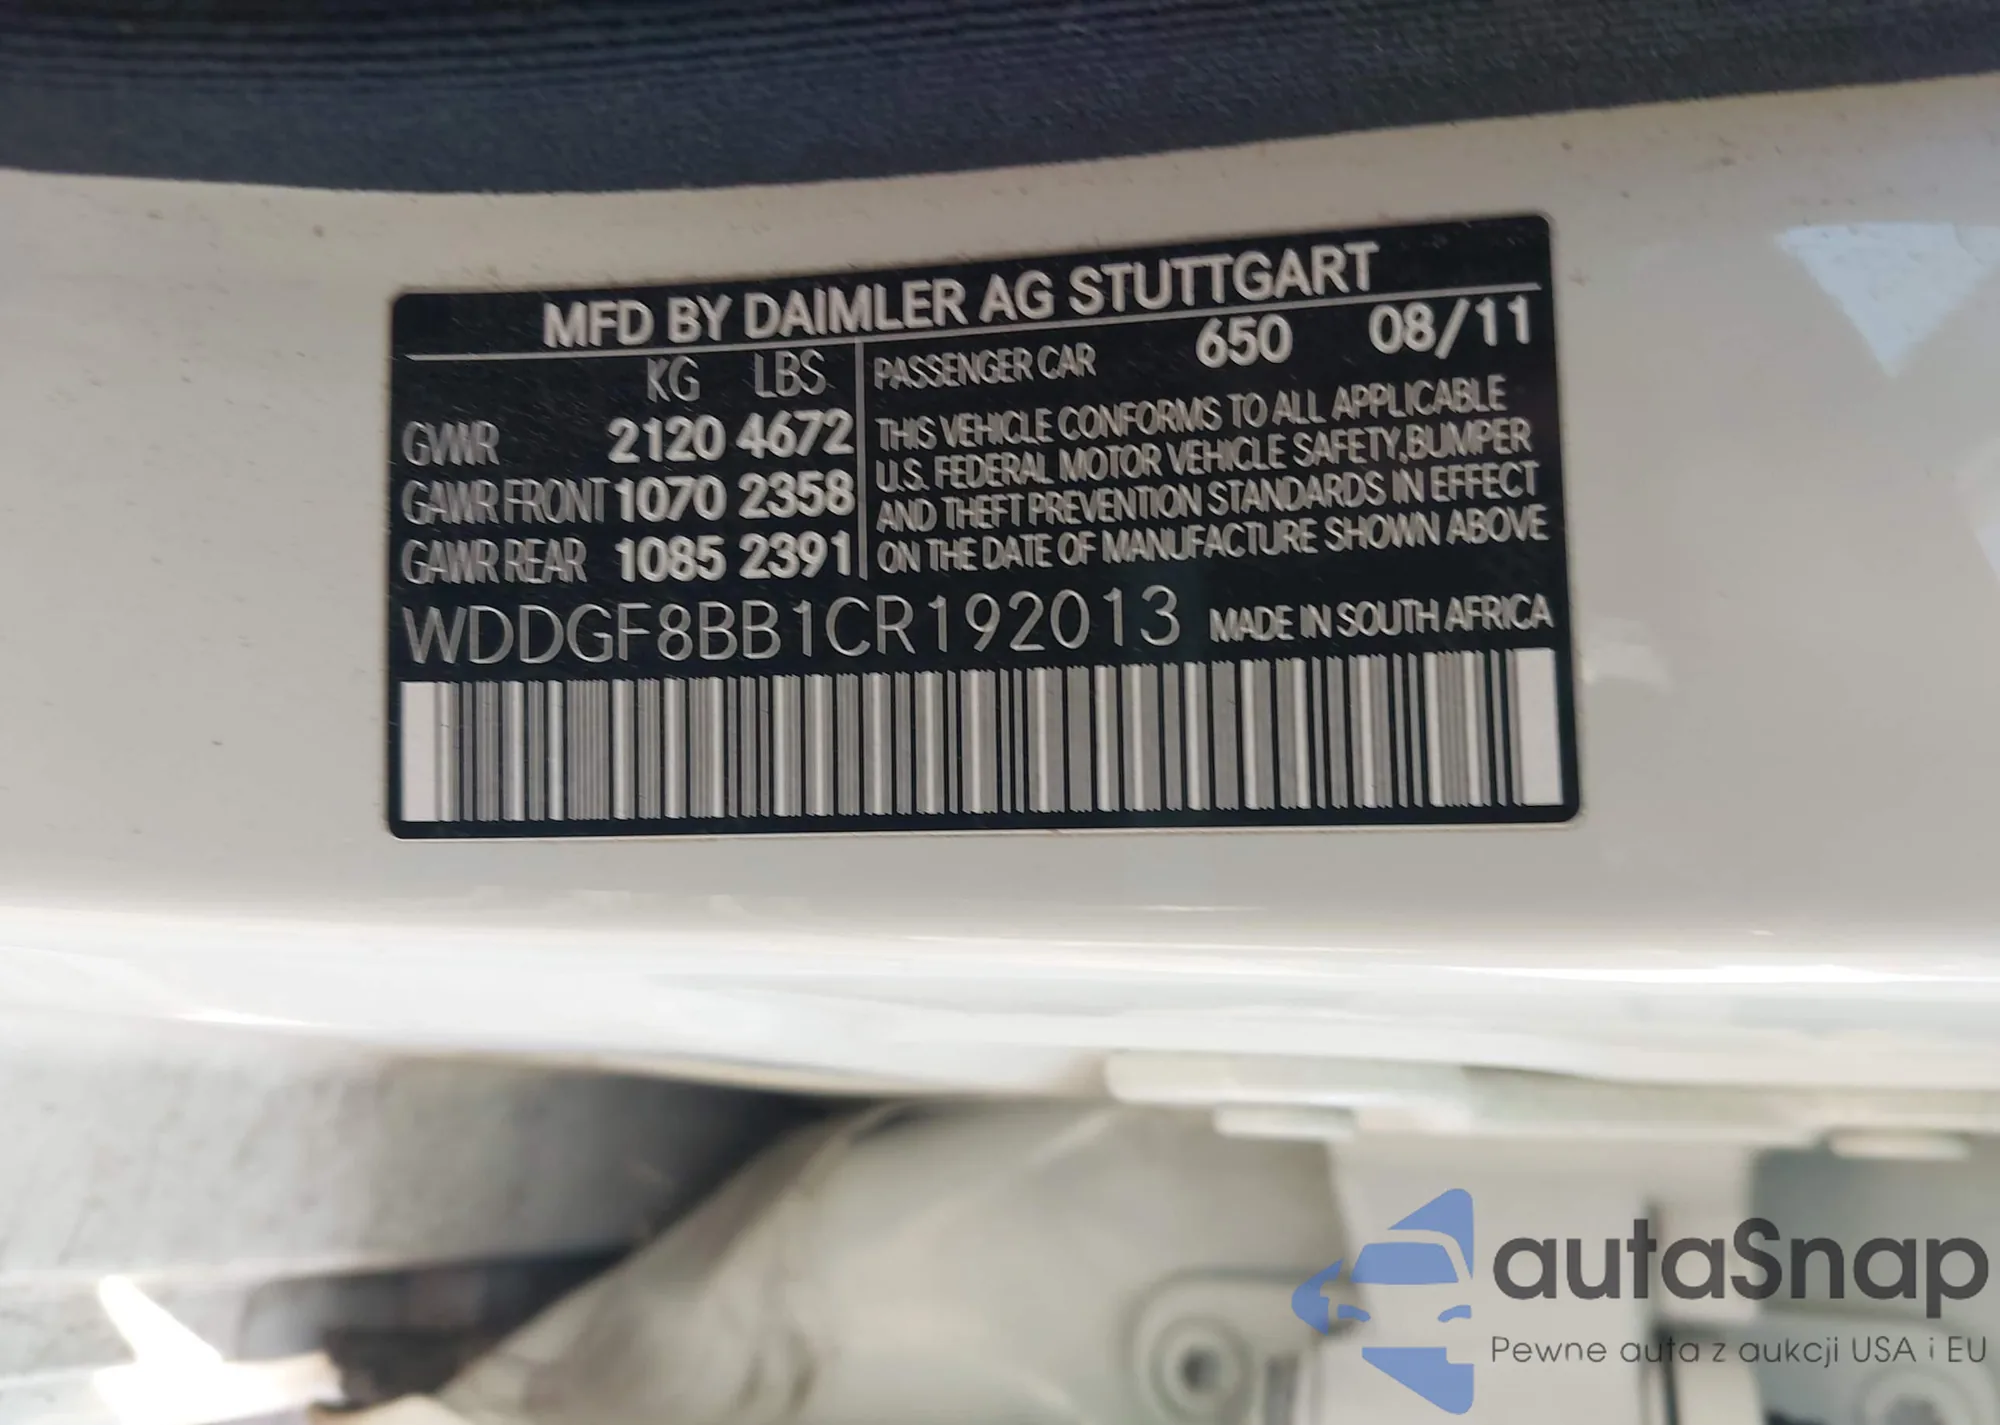 MFD BY DAIMLER AG STUTTGART
KG LBS
GVWR 2120 4672
GAWR FRONT 1070 2358
GAWR REAR 1085 2391
PASSENGER CAR 650 08/11
THIS VEHICLE CONFORMS TO ALL APPLICABLE
U.S. FEDERAL MOTOR VEHICLE SAFETY,BUMPER
AND THEFT PREVENTION STANDARDS IN EFFECT
ON THE DATE OF MANUFACTURE SHOWN ABOVE
WDDGF8BB1CR192013 MADE IN SOUTH AFRICA
autaSnap
Pewne auta z aukcji USA i EU